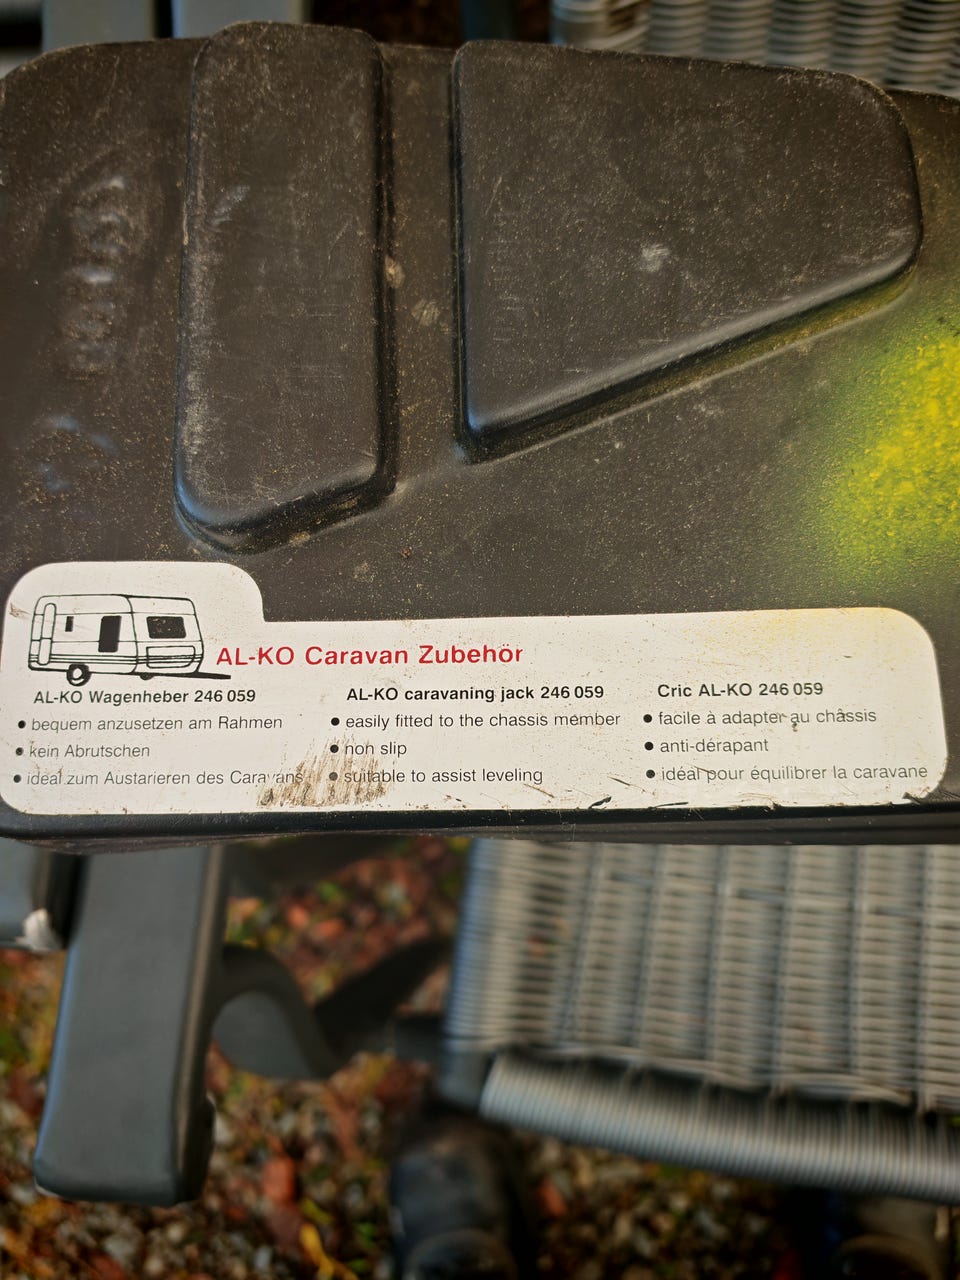 AL-KO Caravan Zubehör
AL-KO Wagenheber 246 059
• bequem anzusetzen am Rahmen
• kein Abrutschen
• ideal zum Austarieren des Caravans
AL-KO caravaning jack 246 059
• easily fitted to the chassis member
• non slip
• suitable to assist leveling
Cric AL-KO 246 059
• facile à adapter au châssis
• anti-dérapant
• idéal pour équilibrer la caravane